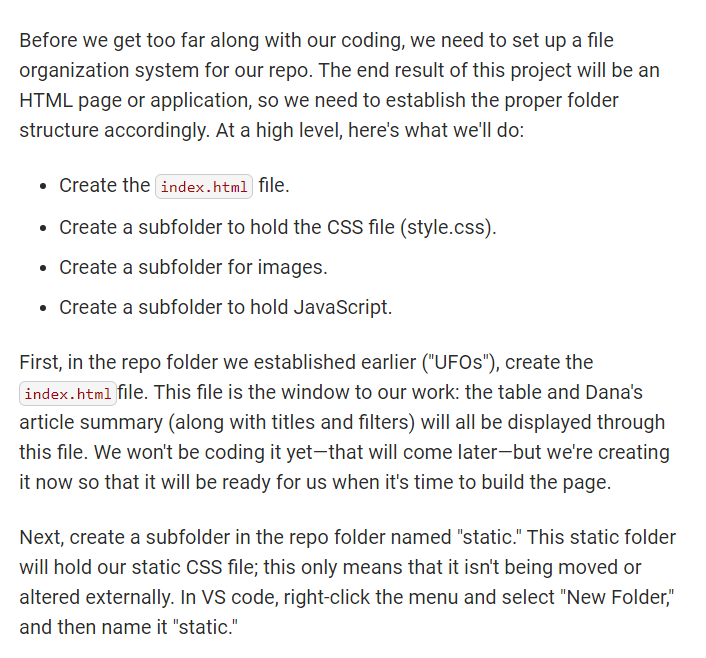 Before we get too far along with our coding, we need to set up a file
organization system for our repo. The end result of this project will be an
HTML page or application, so we need to establish the proper folder
structure accordingly. At a high level, here's what we'll do:
• Create the index.html file.
• Create a subfolder to hold the CSS file (style.css).
• Create a subfolder for images.
• Create a subfolder to hold JavaScript.
First, in the repo folder we established earlier ("UFOs"), create the
index.html file. This file is the window to our work: the table and Dana's
article summary (along with titles and filters) will all be displayed through
this file. We won't be coding it yet—that will come later—but we're creating
it now so that it will be ready for us when it's time to build the page.
Next, create a subfolder in the repo folder named "static." This static folder
will hold our static CSS file; this only means that it isn't being moved or
altered externally. In VS code, right-click the menu and select "New Folder,"
and then name it "static."